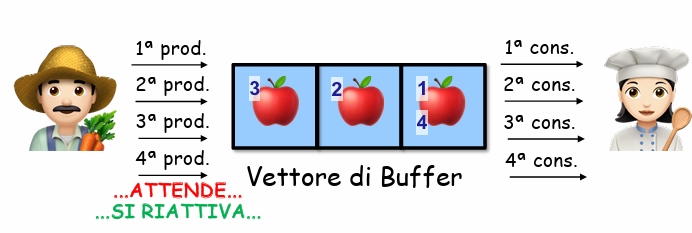 1ª prod.
2ª prod.
3ª prod.
4ª prod.
...ATTENDE...
...SI RIATTIVA...
3
2
1
4
Vettore di Buffer
1ª cons.
2ª cons.
3ª cons.
4ª cons.